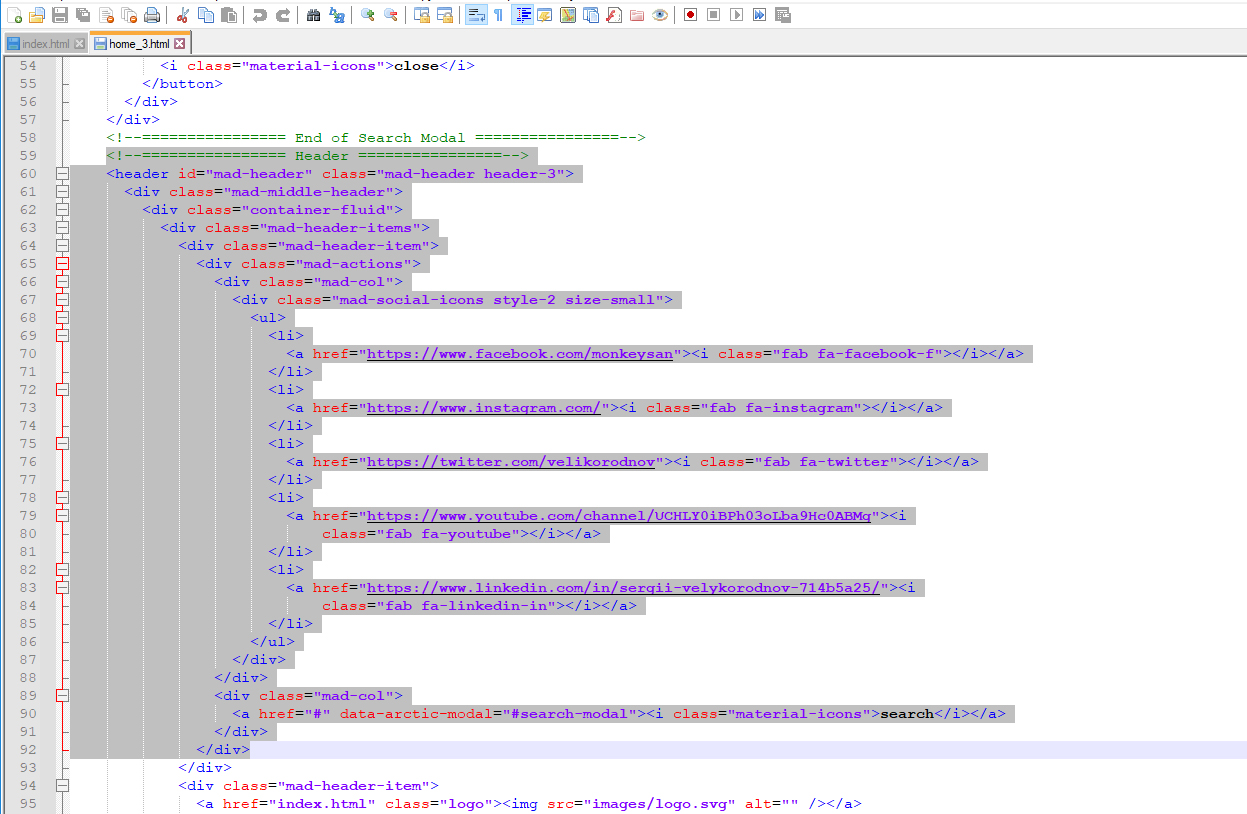 index.html
home_3.html
54 <i class="material-icons">close</i>
55 </button>
56 </div>
57 </div>
58 <!--================ End of Search Modal ================-->
59 <!--================ Header ================-->
60 <header id="mad-header" class="mad-header header-3">
61 <div class="mad-middle-header">
62 <div class="container-fluid">
63 <div class="mad-header-items">
64 <div class="mad-header-item">
65 <div class="mad-actions">
66 <div class="mad-col">
67 <div class="mad-social-icons style-2 size-small">
68 <ul>
69 <li>
70 <a href="https://www.facebook.com/monkeysan"><i class="fab fa-facebook-f"></i></a>
71 </li>
72 <li>
73 <a href="https://www.instagram.com/"><i class="fab fa-instagram"></i></a>
74 </li>
75 <li>
76 <a href="https://twitter.com/velikorodnov"><i class="fab fa-twitter"></i></a>
77 </li>
78 <li>
79 <a href="https://www.youtube.com/channel/UCHLY0iBPh03oLba9Hc0ABMq"><i
80 class="fab fa-youtube"></i></a>
81 </li>
82 <li>
83 <a href="https://www.linkedin.com/in/sergii-velykorodnov-714b5a25/"><i
84 class="fab fa-linkedin-in"></i></a>
85 </li>
86 </ul>
87 </div>
88 </div>
89 <div class="mad-col">
90 <a href="#" data-arctic-modal="#search-modal"><i class="material-icons">search</i></a>
91 </div>
92 </div>
93 </div>
94 <div class="mad-header-item">
95 <a href="index.html" class="logo"><img src="images/logo.svg" alt="" /></a>